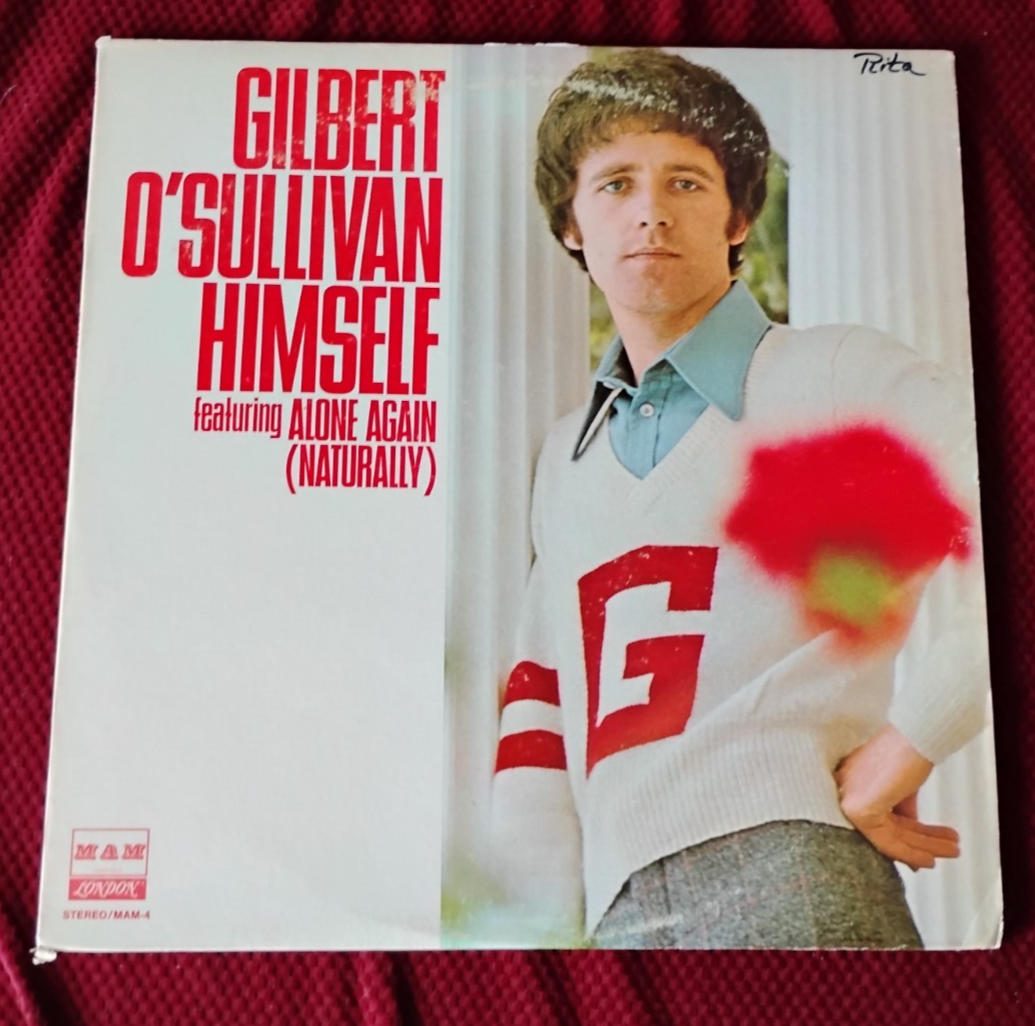 Rita
GILBERT
O'SULLIVAN
HIMSELF
featuring ALONE AGAIN
(NATURALLY)
G
MAM
LONDON
STEREO/MAM-4